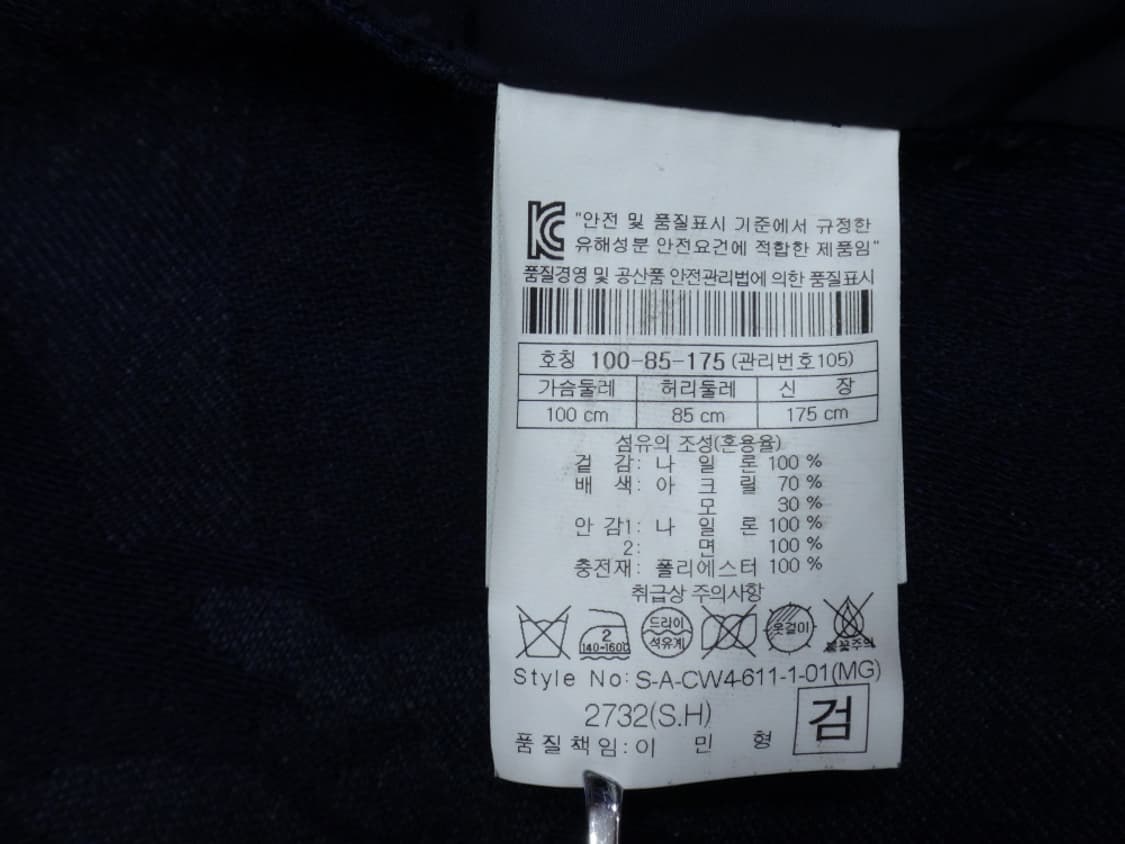 "안전 및 품질표시 기준에서 규정한
유해성분 안전요건에 적합한 제품임"
품질경영 및 공산품 안전관리법에 의한 품질표시
호칭 100-85-175 (관리번호105)
가슴둘레 허리둘레 신 장
100 cm 85 cm 175 cm
섬유의 조성(혼용율)
겉 감: 나 일 론 100 %
배 색: 아 크 릴 70 %
모 30 %
안 감1: 나 일 론 100 %
2: 면 100 %
충전재: 폴리에스터 100 %
취급상 주의사항
2 140-160℃ 드라이 석유계 옷걸이 불꽃주의
Style No: S-A-CW4-611-1-01(MG)
2732(S.H) 검
품질책임: 이 민 형